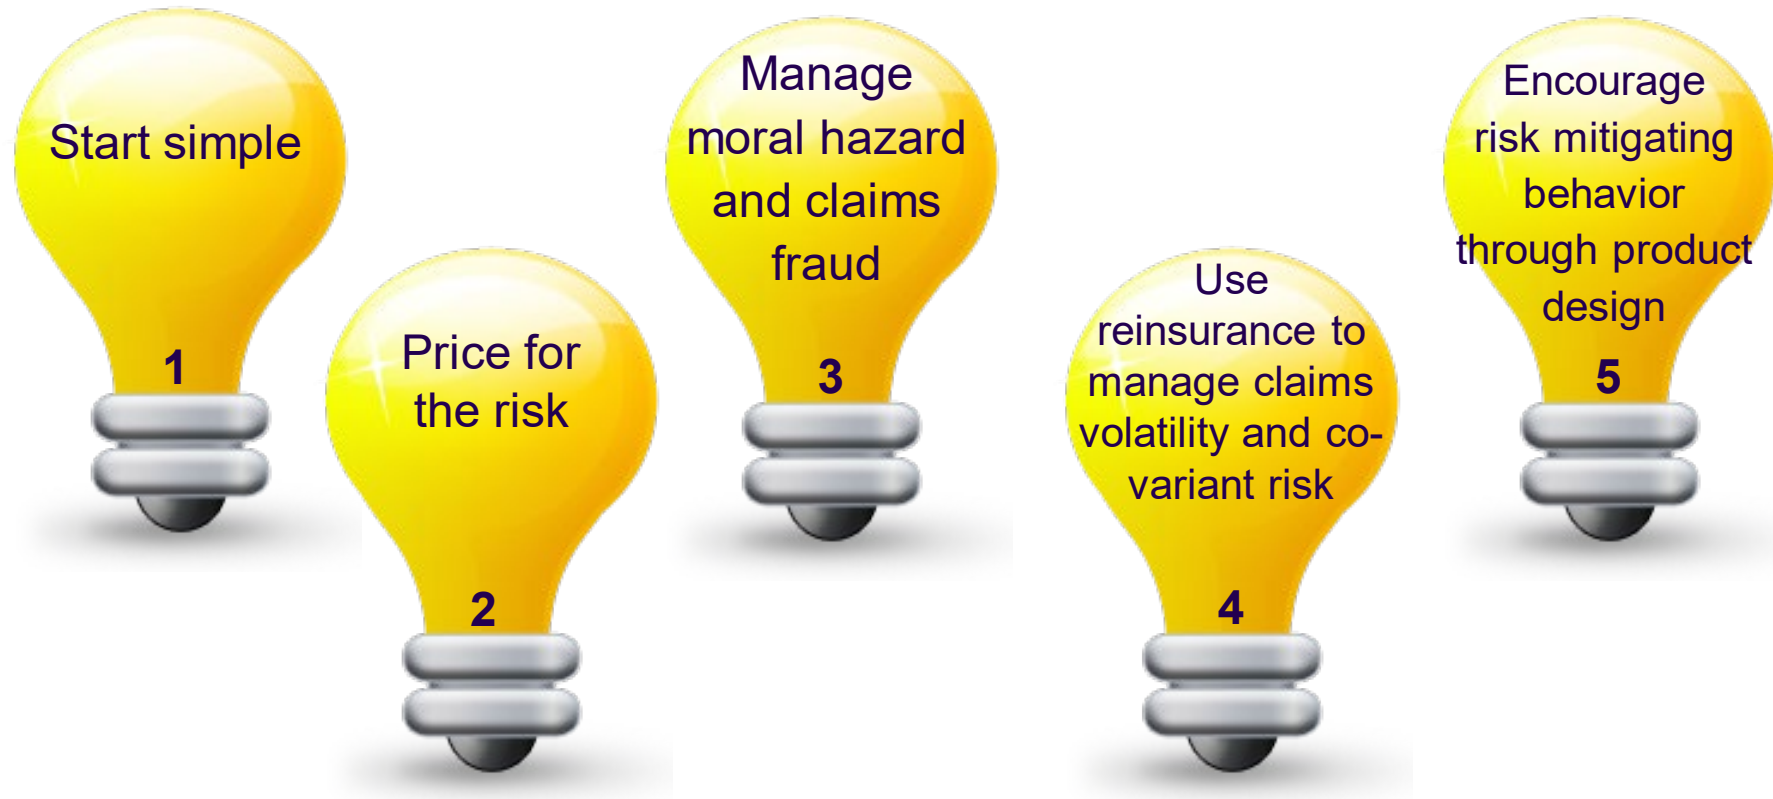 Start simple
1
Price for
the risk
2
Manage
moral hazard
and claims
fraud
3
Use
reinsurance to
manage claims
volatility and co-
variant risk
4
Encourage
risk mitigating
behavior
through product
design
5